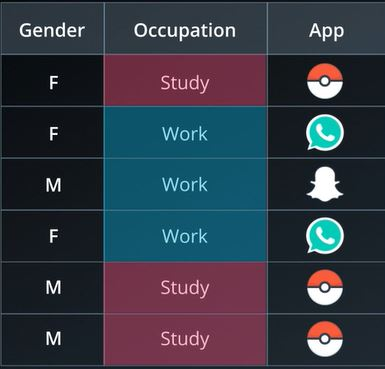 Gender Occupation App
F Study
F Work
M Work
F Work
M Study
M Study